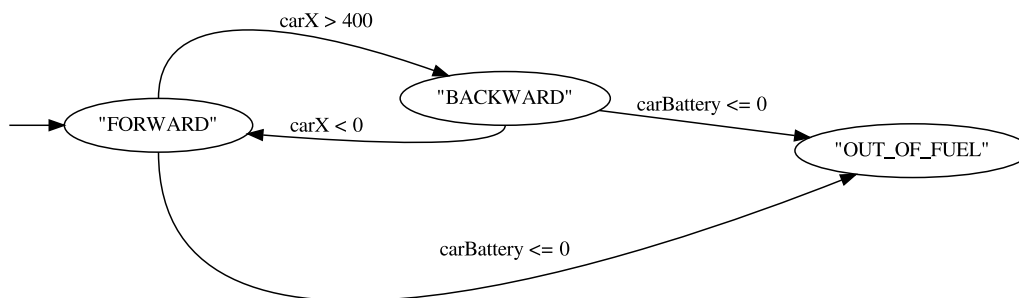 carX > 400
"BACKWARD"
carBattery <= 0
"FORWARD"
carX < 0
"OUT_OF_FUEL"
carBattery <= 0